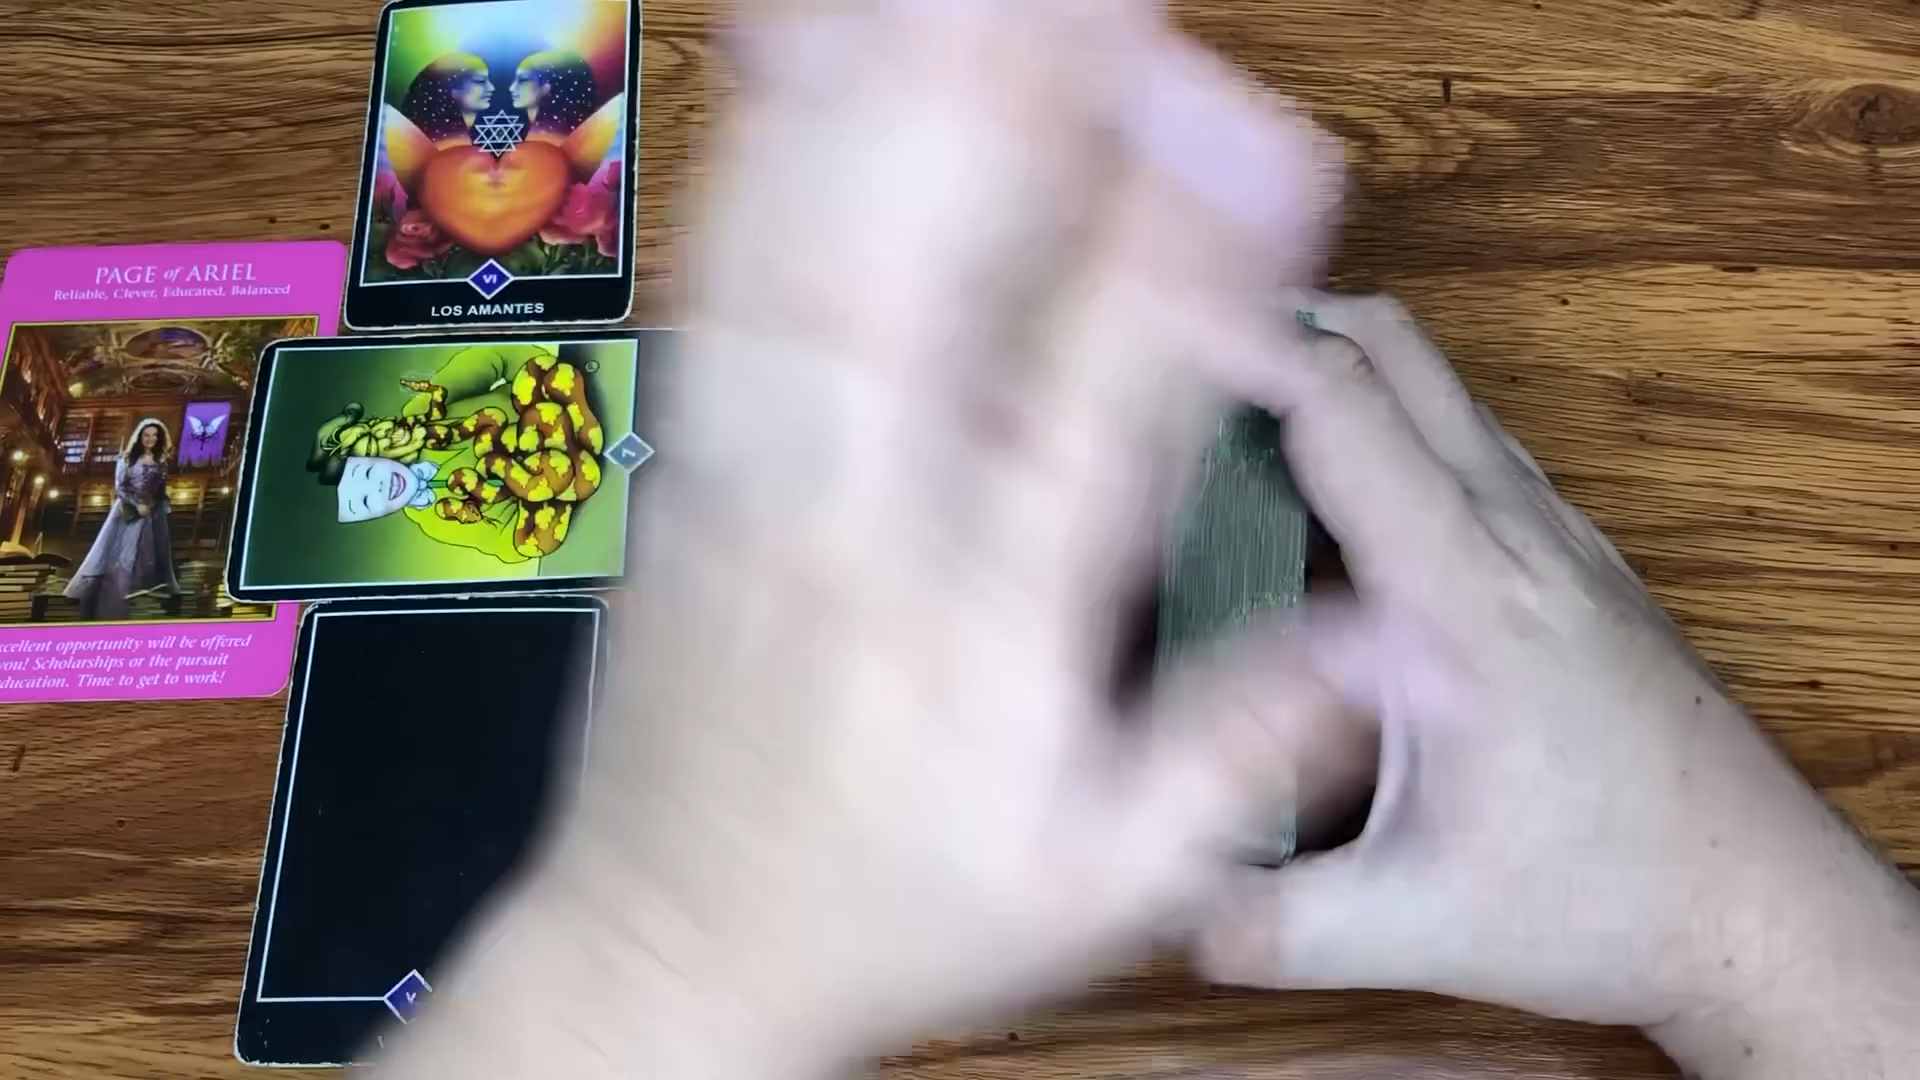 VI
LOS AMANTES
PAGE of ARIEL
Reliable, Clever, Educated, Balanced
7
xcellent opportunity will be offered
you! Scholarships or the pursuit
ducation. Time to get to work!